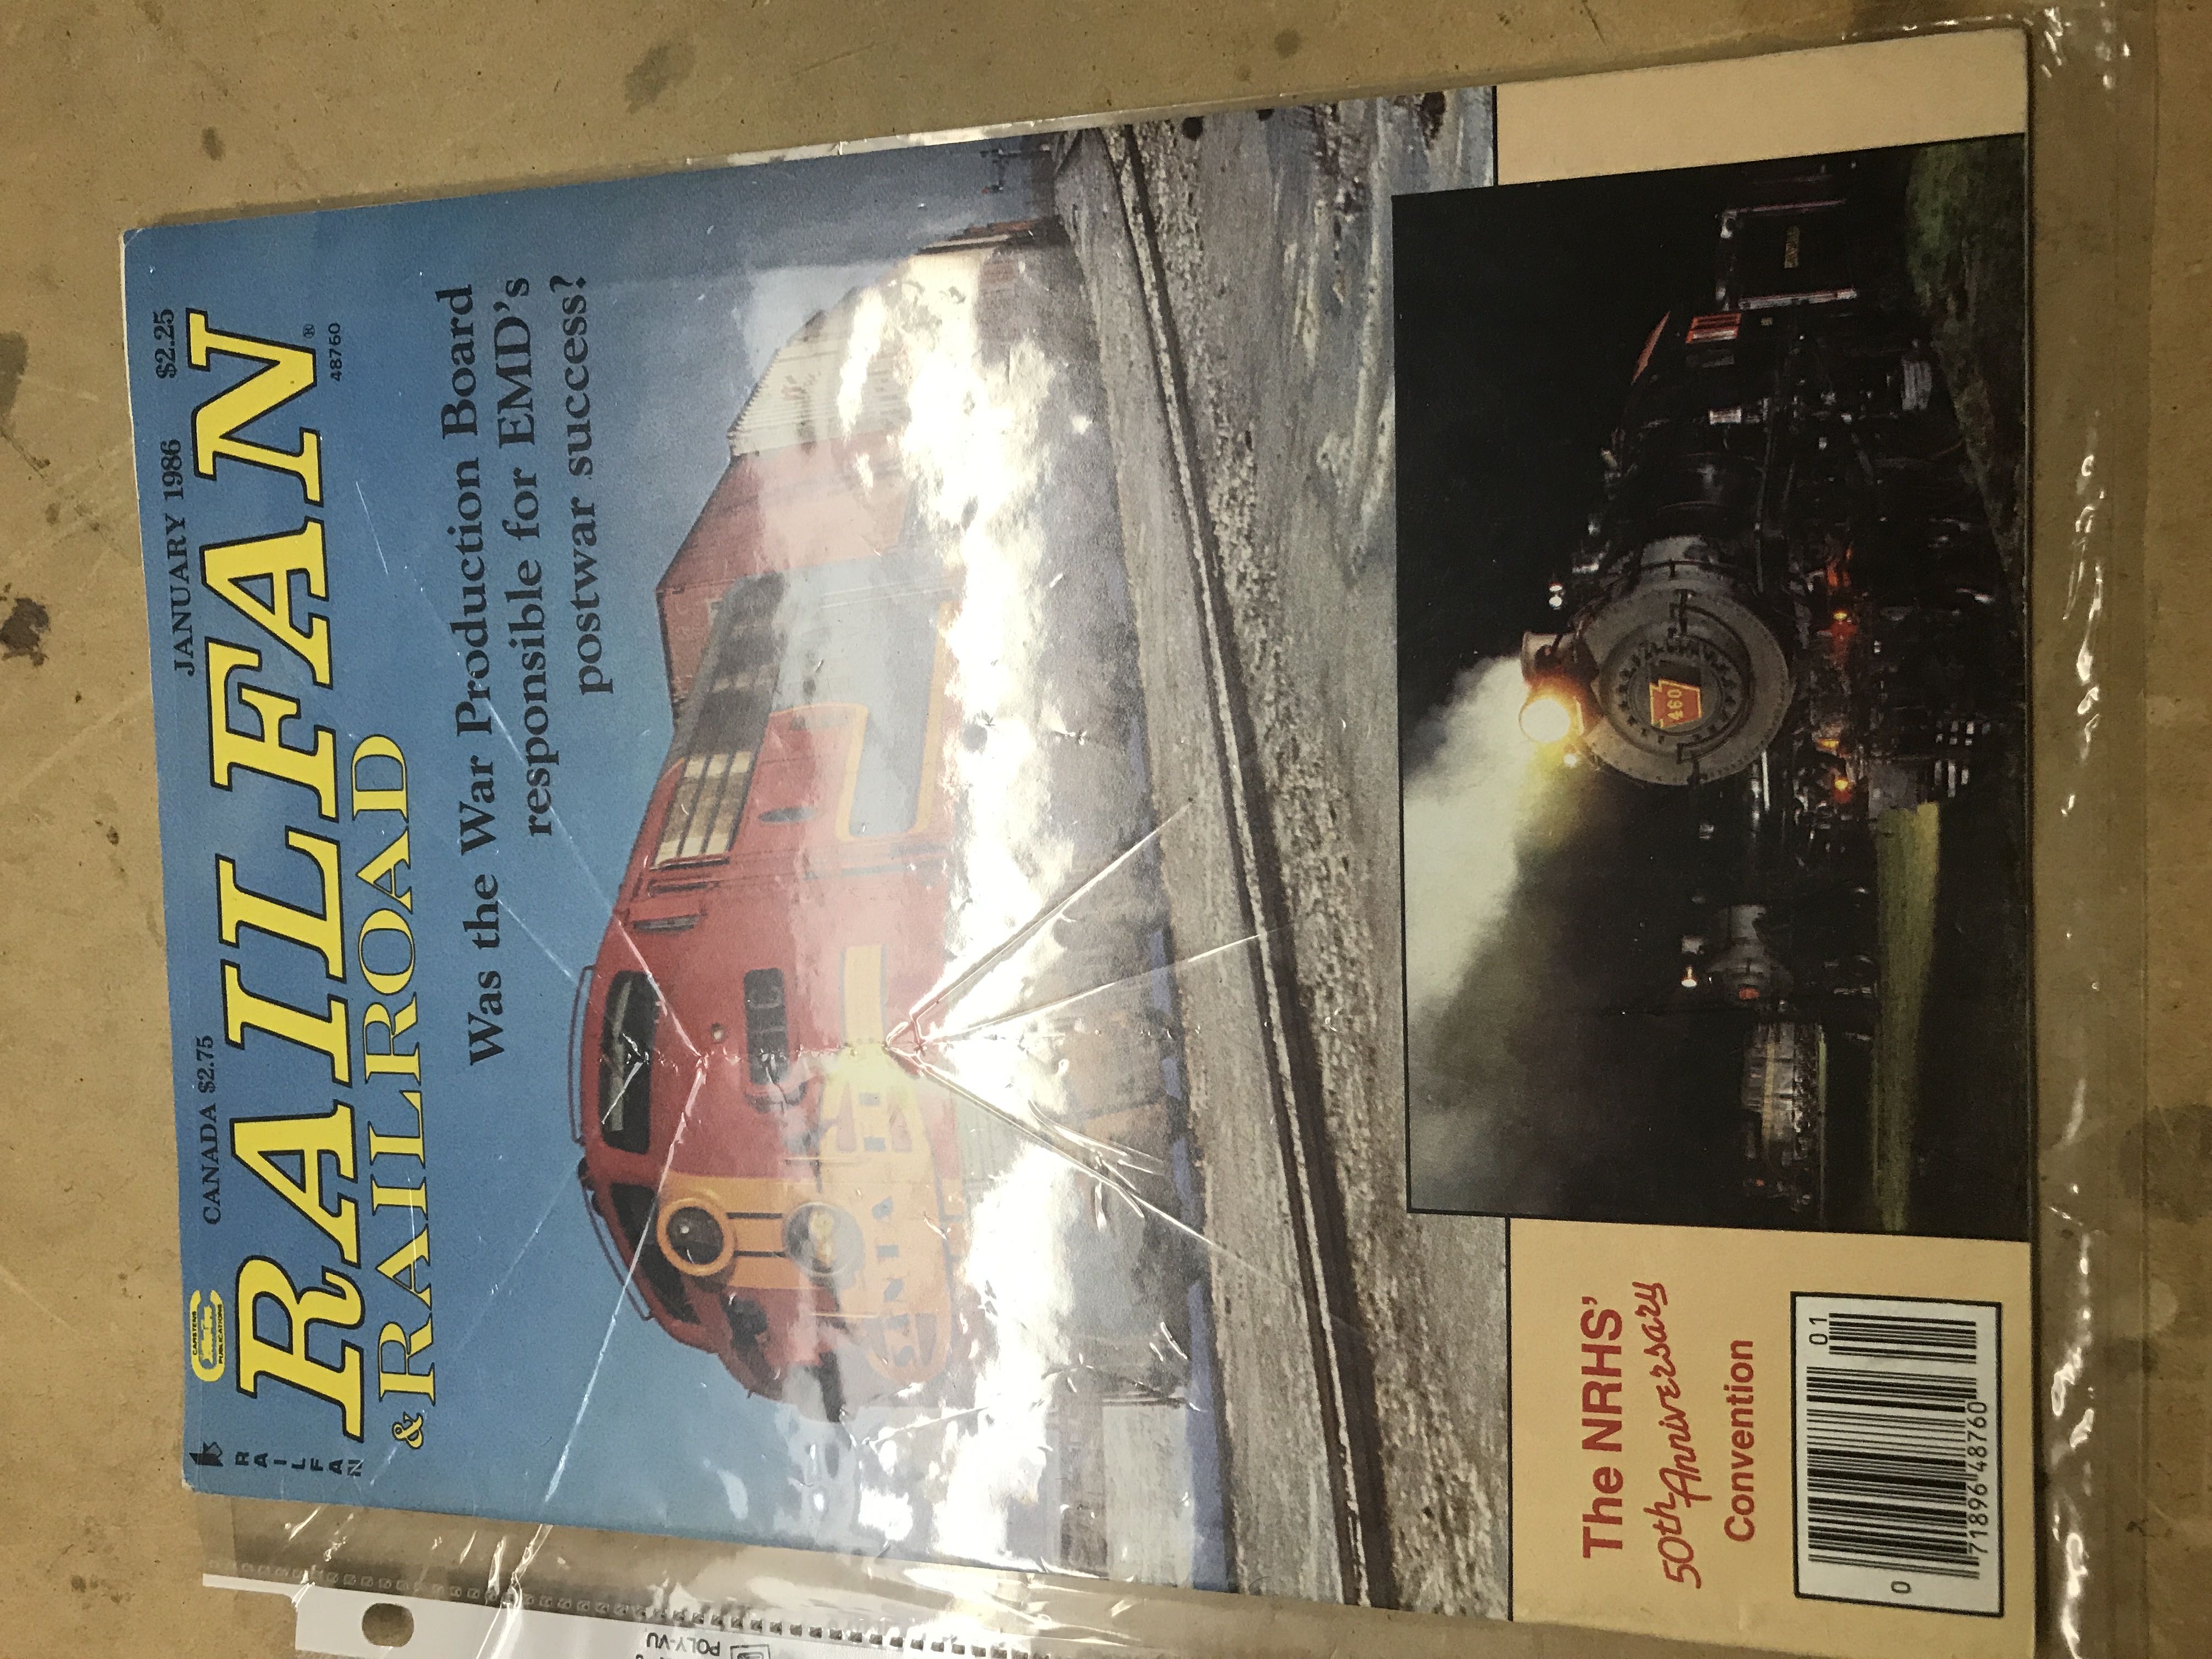 CARSTENS
PUBLICATIONS
CANADA $2.75
JANUARY 1986
$2.25
RAILFAN
RAILFAN
®
& RAILROAD
48760
Was the War Production Board
responsible for EMD's
postwar success?
460
The NRHS'
50th Anniversary
Convention
01
0 71896 48760
POLY-VU